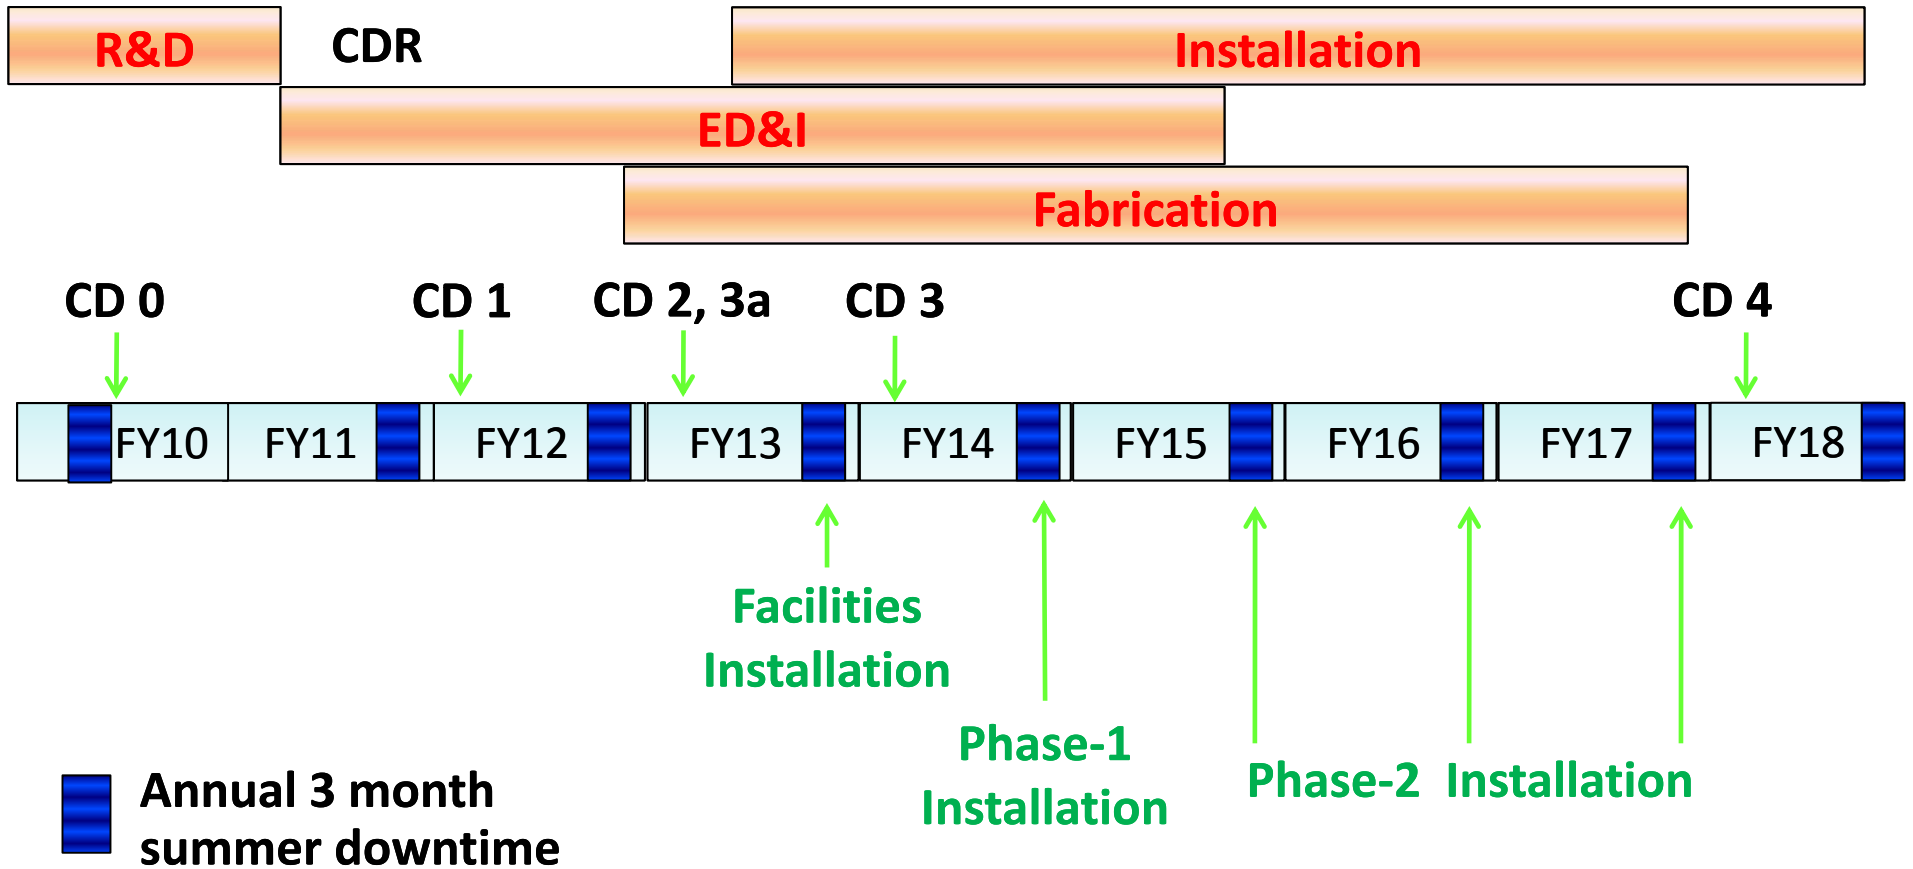 R&D
CDR
Installation
ED&I
Fabrication
CD 0
CD 1
CD 2, 3a
CD 3
CD 4
FY10
FY11
FY12
FY13
FY14
FY15
FY16
FY17
FY18
Facilities
Installation
Phase-1
Installation
Phase-2 Installation
Annual 3 month
summer downtime